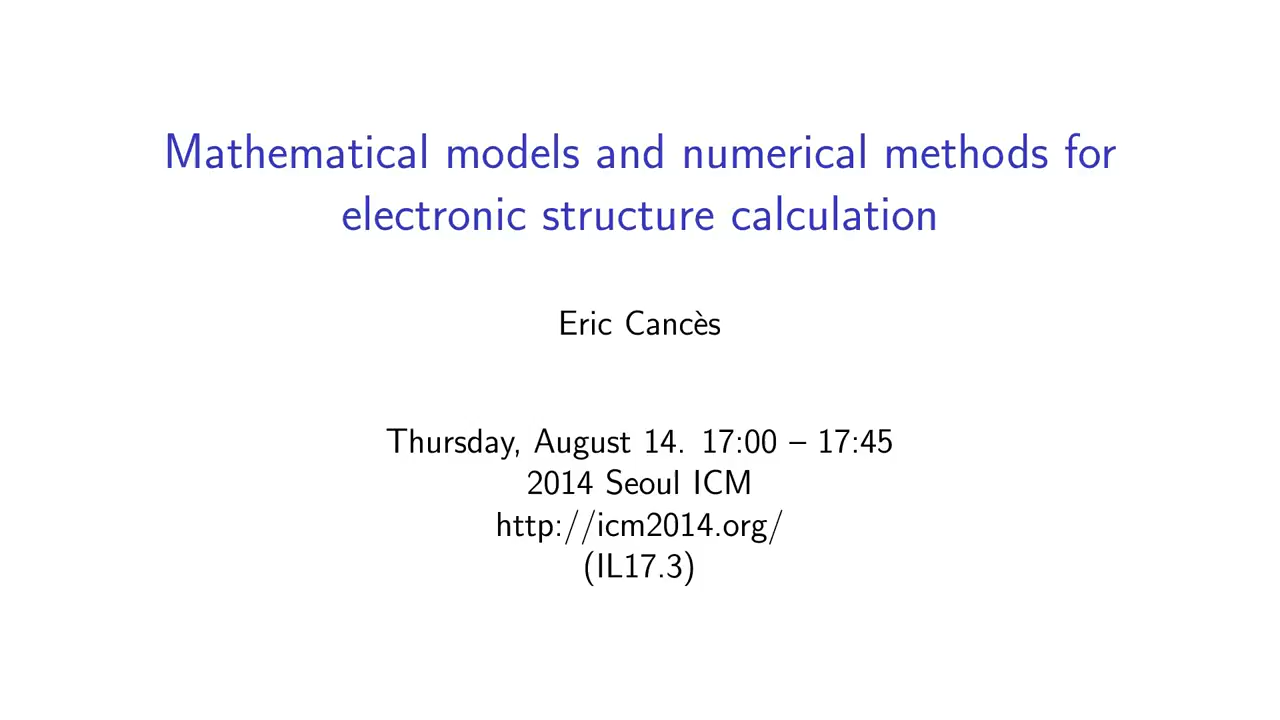 Mathematical models and numerical methods for
electronic structure calculation
Eric Cancès
Thursday, August 14. 17:00 – 17:45
2014 Seoul ICM
http://icm2014.org/
(IL17.3)